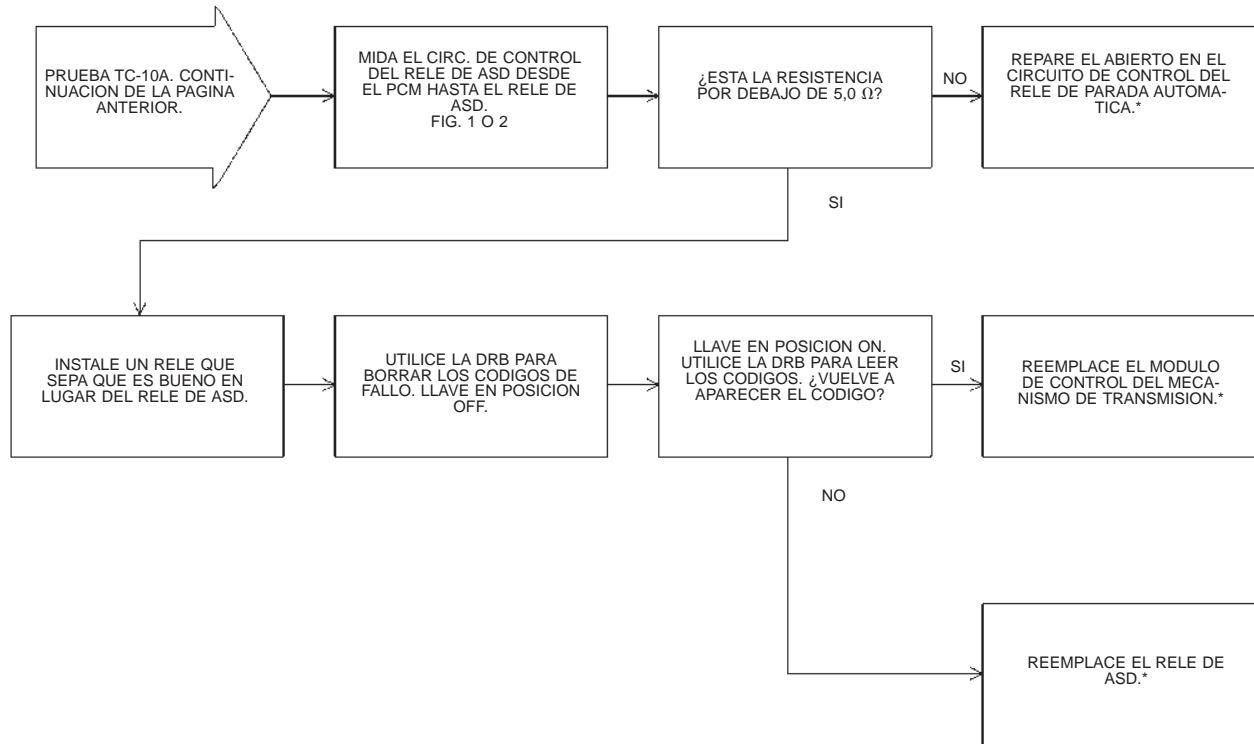 PRUEBA TC-10A. CONTI-
NUACION DE LA PAGINA
ANTERIOR.
MIDA EL CIRC. DE CONTROL
DEL RELE DE ASD DESDE
EL PCM HASTA EL RELE DE
ASD.
FIG. 1 O 2
¿ESTA LA RESISTENCIA
POR DEBAJO DE 5,0 Ω?
NO
REPARE EL ABIERTO EN EL
CIRCUITO DE CONTROL DEL
RELE DE PARADA AUTOMA-
TICA.*
SI
INSTALE UN RELE QUE
SEPA QUE ES BUENO EN
LUGAR DEL RELE DE ASD.
UTILICE LA DRB PARA
BORRAR LOS CODIGOS DE
FALLO. LLAVE EN POSICION
OFF.
LLAVE EN POSICION ON.
UTILICE LA DRB PARA LEER
LOS CODIGOS. ¿VUELVE A
APARECER EL CODIGO?
SI
REEMPLACE EL MODULO
DE CONTROL DEL MECA-
NISMO DE TRANSMISION.*
NO
REEMPLACE EL RELE DE
ASD.*